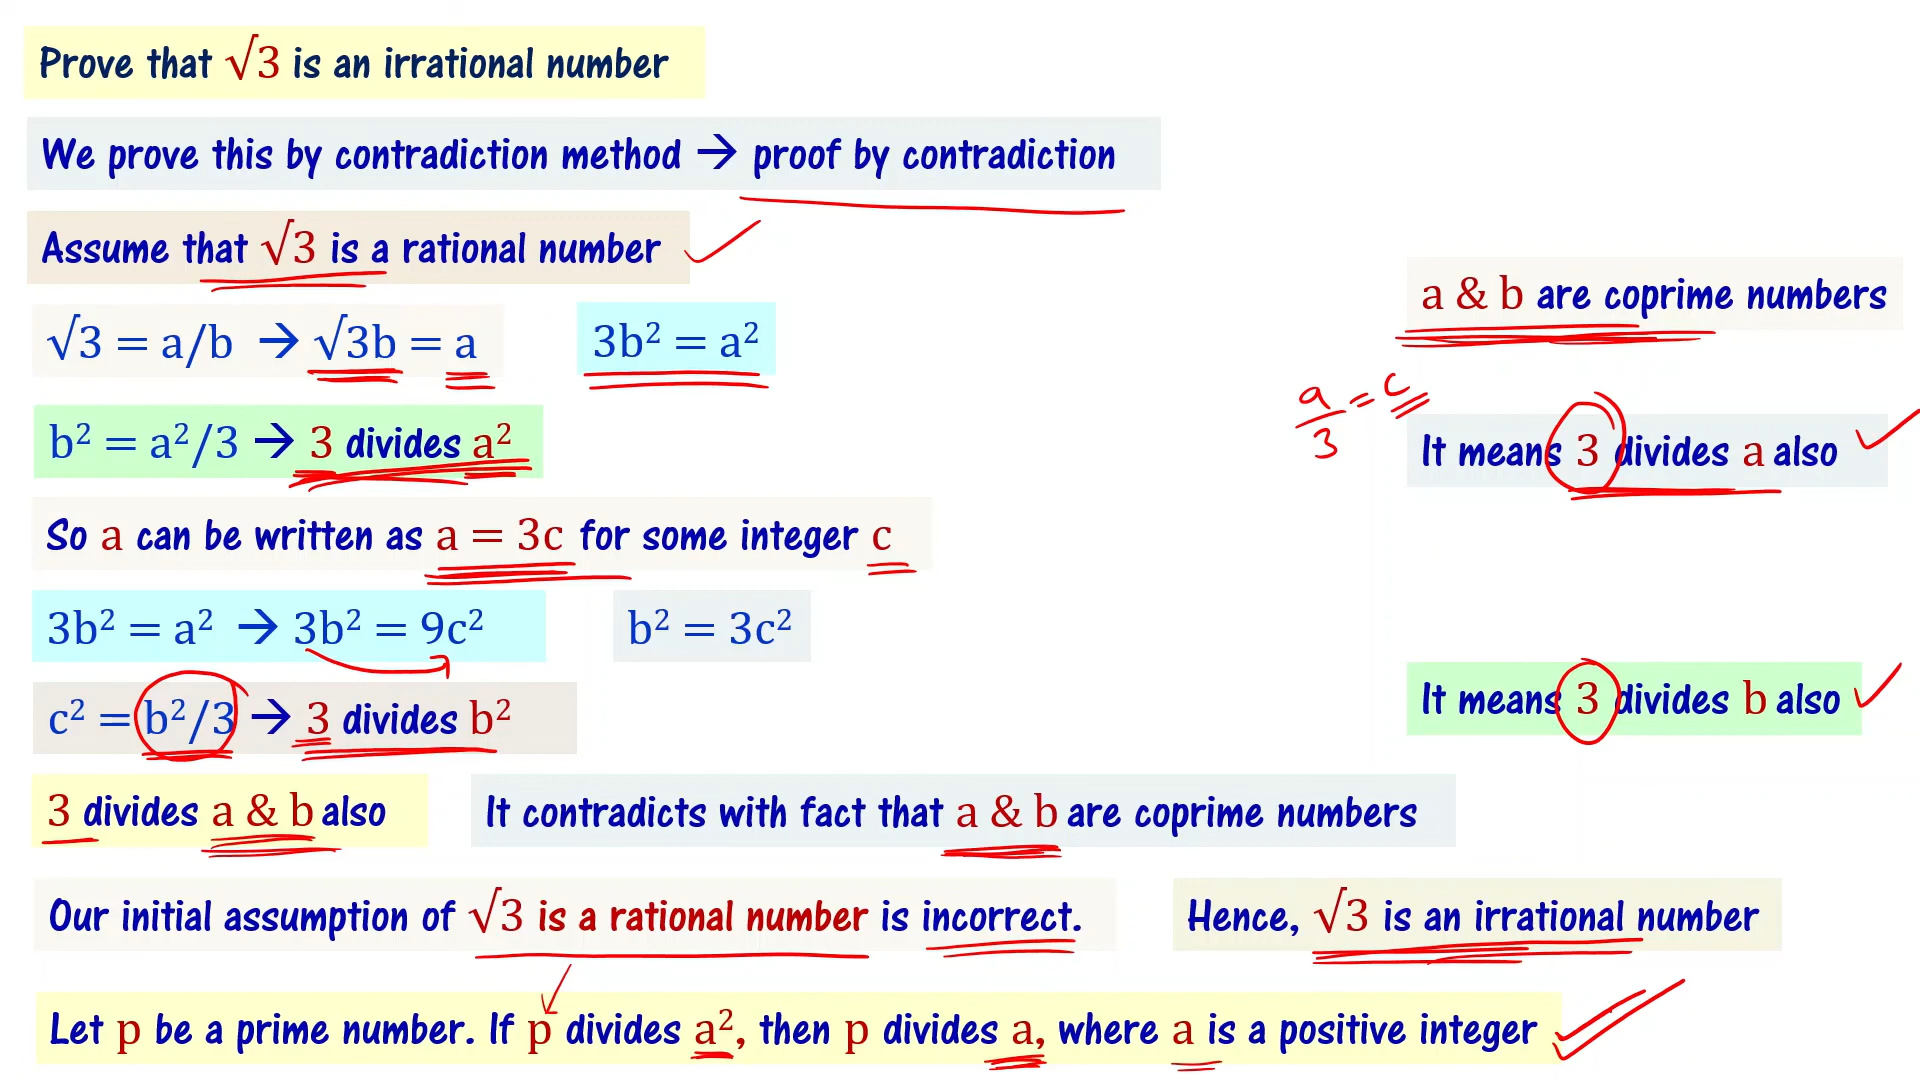 Prove that √3 is an irrational number
We prove this by contradiction method → proof by contradiction
Assume that √3 is a rational number
a & b are coprime numbers
√3 = a/b → √3b = a
3b² = a²
a/3 = c
b² = a²/3 → 3 divides a²
It means 3 divides a also
So a can be written as a = 3c for some integer c
3b² = a² → 3b² = 9c²
b² = 3c²
c² = b²/3 → 3 divides b²
It means 3 divides b also
3 divides a & b also
It contradicts with fact that a & b are coprime numbers
Our initial assumption of √3 is a rational number is incorrect.
Hence, √3 is an irrational number
Let p be a prime number. If p divides a², then p divides a, where a is a positive integer